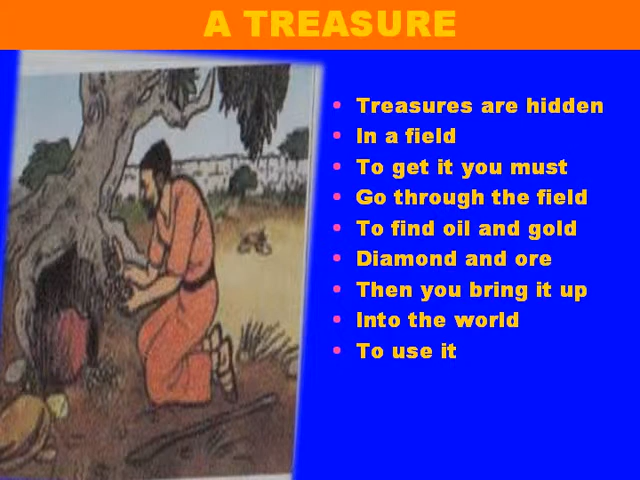 A TREASURE
Treasures are hidden
In a field
To get it you must
Go through the field
To find oil and gold
Diamond and ore
Then you bring it up
Into the world
To use it